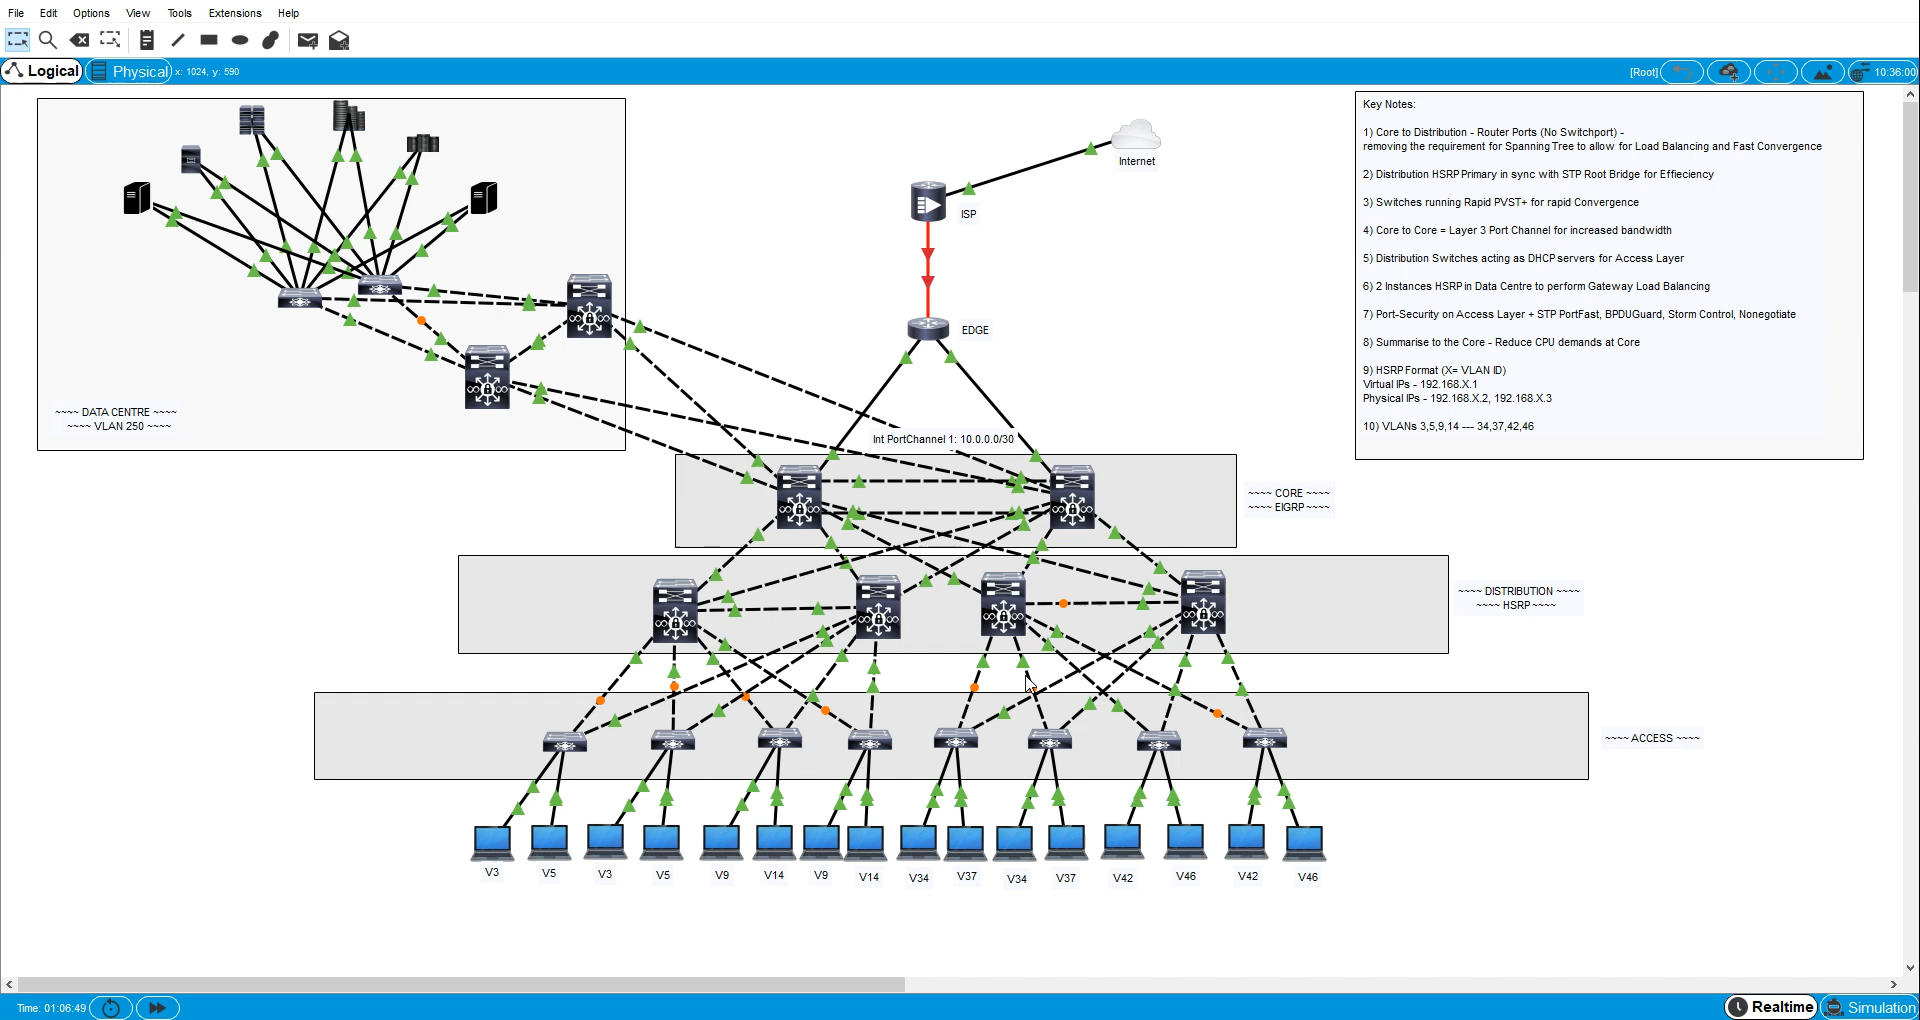 File Edit Options View Tools Extensions Help
Logical Physical x: 1024, y: 590 [Root] 10:36:00
Key Notes:
1) Core to Distribution - Router Ports (No Switchport) -
removing the requirement for Spanning Tree to allow for Load Balancing and Fast Convergence
2) Distribution HSRP Primary in sync with STP Root Bridge for Effieciency
3) Switches running Rapid PVST+ for rapid Convergence
4) Core to Core = Layer 3 Port Channel for increased bandwidth
5) Distribution Switches acting as DHCP servers for Access Layer
6) 2 Instances HSRP in Data Centre to perform Gateway Load Balancing
7) Port-Security on Access Layer + STP PortFast, BPDUGuard, Storm Control, Nonegotiate
8) Summarise to the Core - Reduce CPU demands at Core
9) HSRP Format (X= VLAN ID)
Virtual IPs - 192.168.X.1
Physical IPs - 192.168.X.2, 192.168.X.3
10) VLANs 3,5,9,14 --- 34,37,42,46
Internet
ISP
EDGE
~~~~ DATA CENTRE ~~~~
~~~~ VLAN 250 ~~~~
Int PortChannel 1: 10.0.0.0/30
~~~~ CORE ~~~~
~~~~ EIGRP ~~~~
~~~~ DISTRIBUTION ~~~~
~~~~ HSRP ~~~~
~~~~ ACCESS ~~~~
V3 V5 V3 V5 V9 V14 V9 V14 V34 V37 V34 V37 V42 V46 V42 V46
Time: 01:06:49 Realtime Simulation